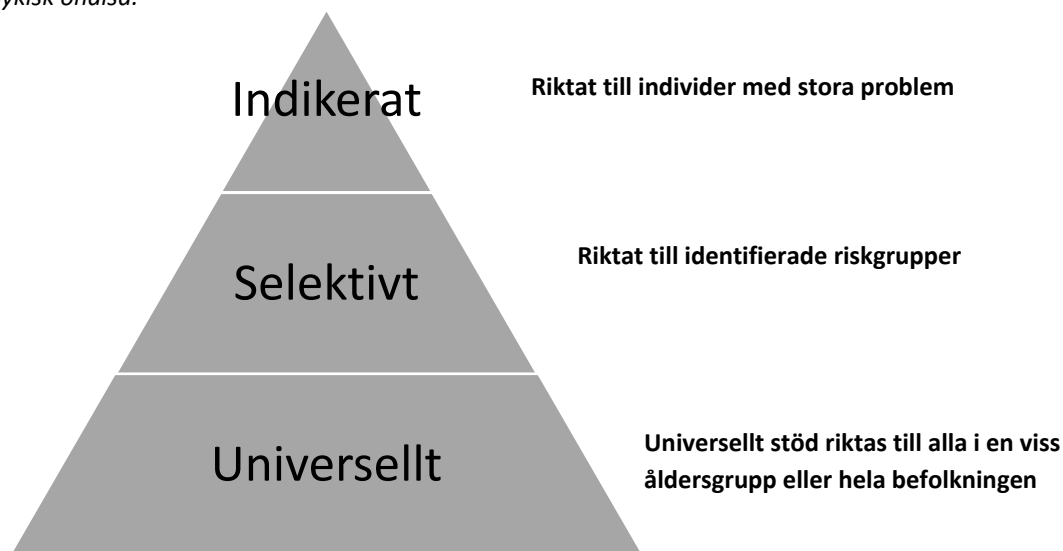 Indikerat
Riktat till individer med stora problem
Selektivt
Riktat till identifierade riskgrupper
Universellt
Universellt stöd riktas till alla i en viss
åldersgrupp eller hela befolkningen